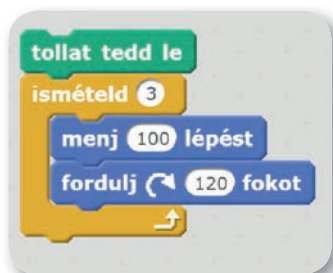 tollat tedd le
ismételd 3
menj 100 lépést
fordulj 120 fokot